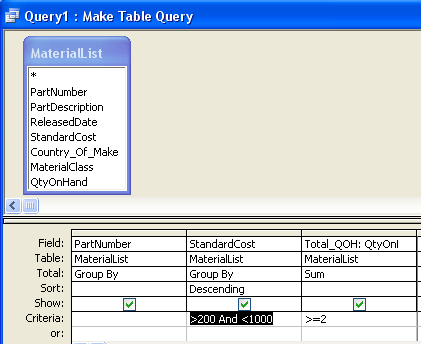 Query1 : Make Table Query
MaterialList
*
PartNumber
PartDescription
ReleasedDate
StandardCost
Country_Of_Make
MaterialClass
QtyOnHand
Field: PartNumber StandardCost Total_QOH: QtyOnl
Table: MaterialList MaterialList MaterialList
Total: Group By Group By Sum
Sort: Descending
Show:
Criteria: >200 And <1000 >=2
or: